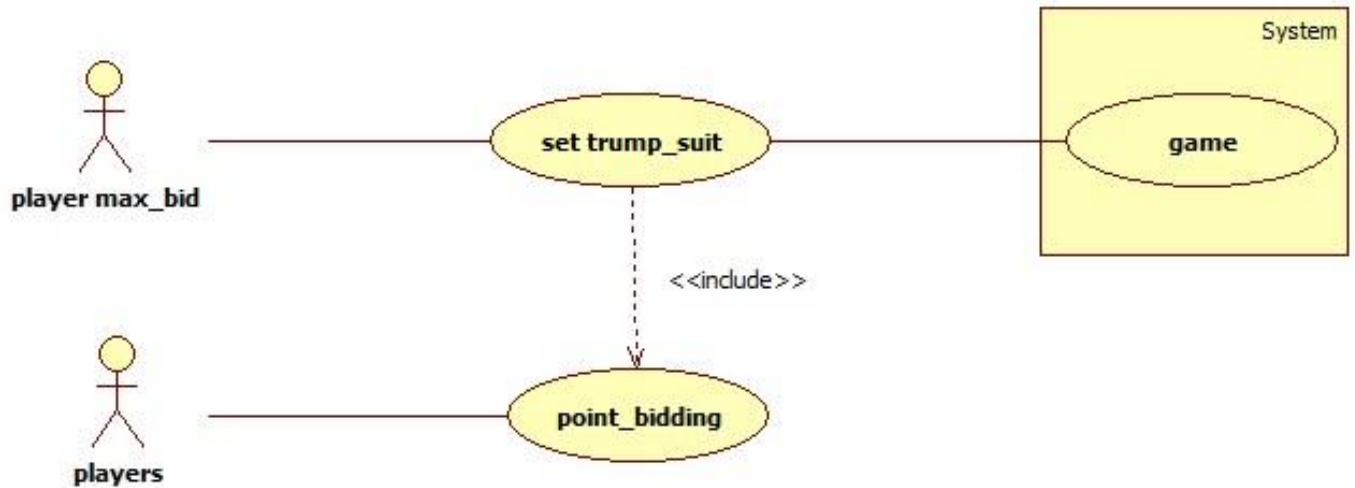 System
set trump_suit
game
player max_bid
<<include>>
point_bidding
players